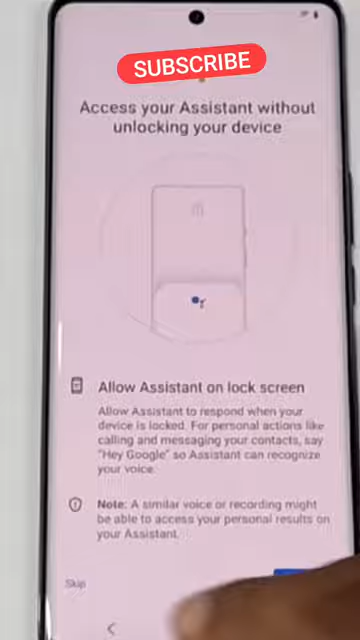 SUBSCRIBE
Access your Assistant without
unlocking your device
Allow Assistant on lock screen
Allow Assistant to respond when your
device is locked. For personal actions like
calling and messaging your contacts, say
"Hey Google" so Assistant can recognize
your voice.
Note: A similar voice or recording might
be able to access your personal results on
your Assistant.
Skip